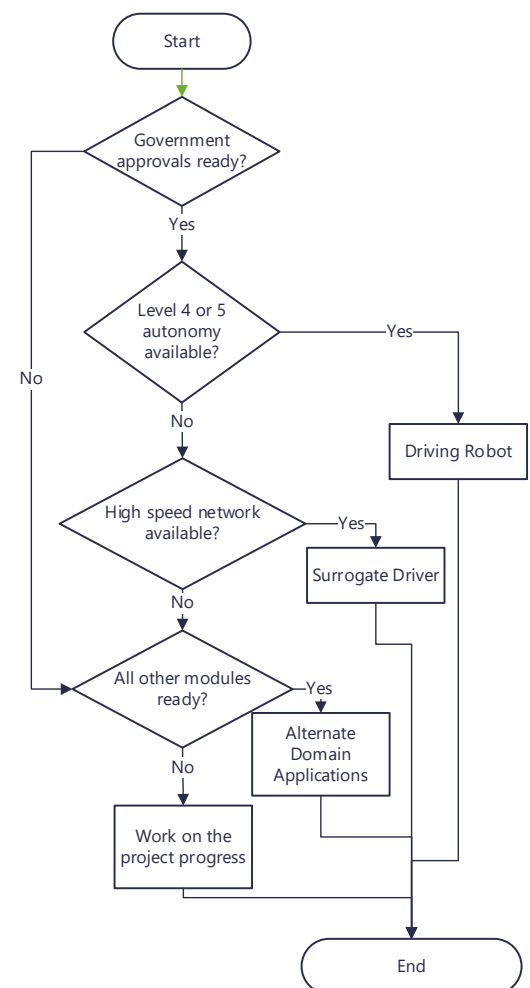 Start
Government
approvals ready?
Yes
Level 4 or 5
autonomy
available?
Yes
No
No
Driving Robot
High speed network
available?
Yes
Surrogate Driver
No
All other modules
ready?
Yes
Alternate
Domain
Applications
No
Work on the
project progress
End